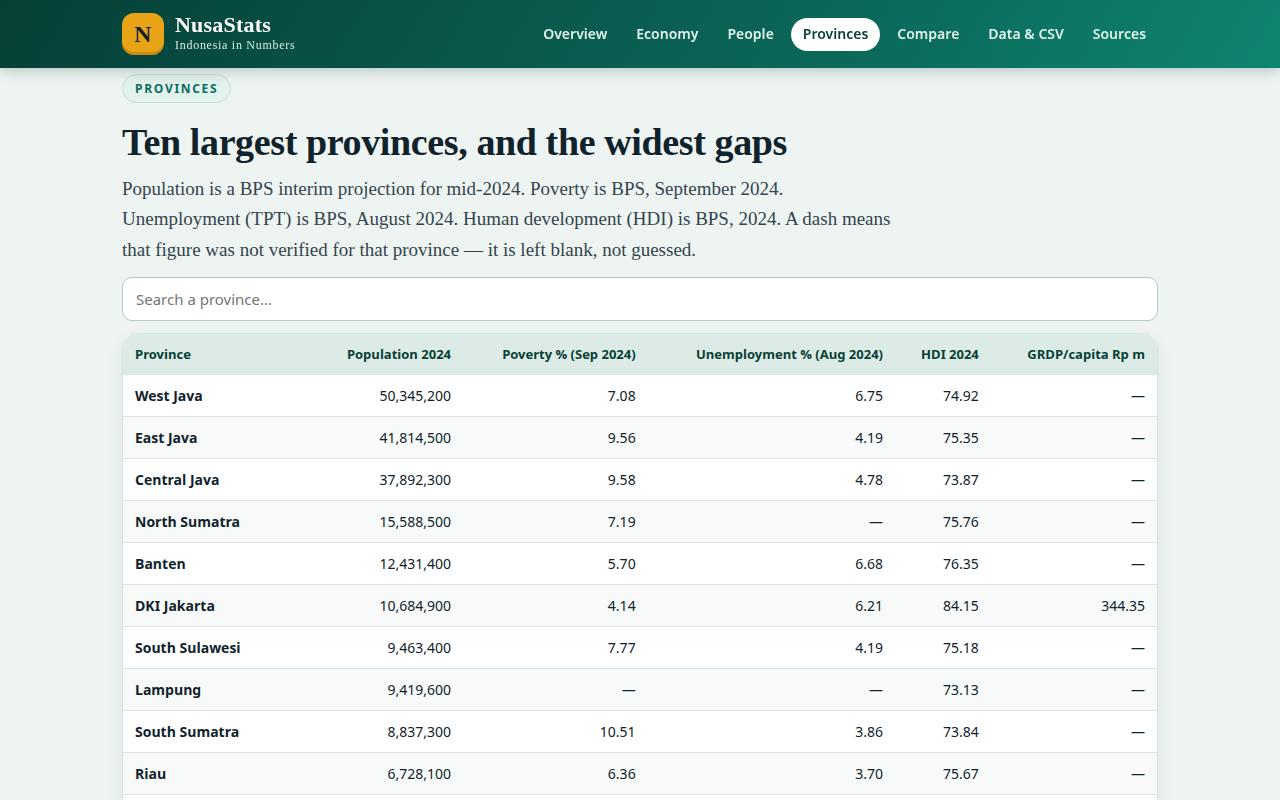 N
NusaStats
Indonesia in Numbers
Overview Economy People Provinces Compare Data & CSV Sources
PROVINCES
Ten largest provinces, and the widest gaps
Population is a BPS interim projection for mid-2024. Poverty is BPS, September 2024.
Unemployment (TPT) is BPS, August 2024. Human development (HDI) is BPS, 2024. A dash means
that figure was not verified for that province — it is left blank, not guessed.
Search a province...
Province Population 2024 Poverty % (Sep 2024) Unemployment % (Aug 2024) HDI 2024 GRDP/capita Rp m
West Java 50,345,200 7.08 6.75 74.92 —
East Java 41,814,500 9.56 4.19 75.35 —
Central Java 37,892,300 9.58 4.78 73.87 —
North Sumatra 15,588,500 7.19 — 75.76 —
Banten 12,431,400 5.70 6.68 76.35 —
DKI Jakarta 10,684,900 4.14 6.21 84.15 344.35
South Sulawesi 9,463,400 7.77 4.19 75.18 —
Lampung 9,419,600 — — 73.13 —
South Sumatra 8,837,300 10.51 3.86 73.84 —
Riau 6,728,100 6.36 3.70 75.67 —